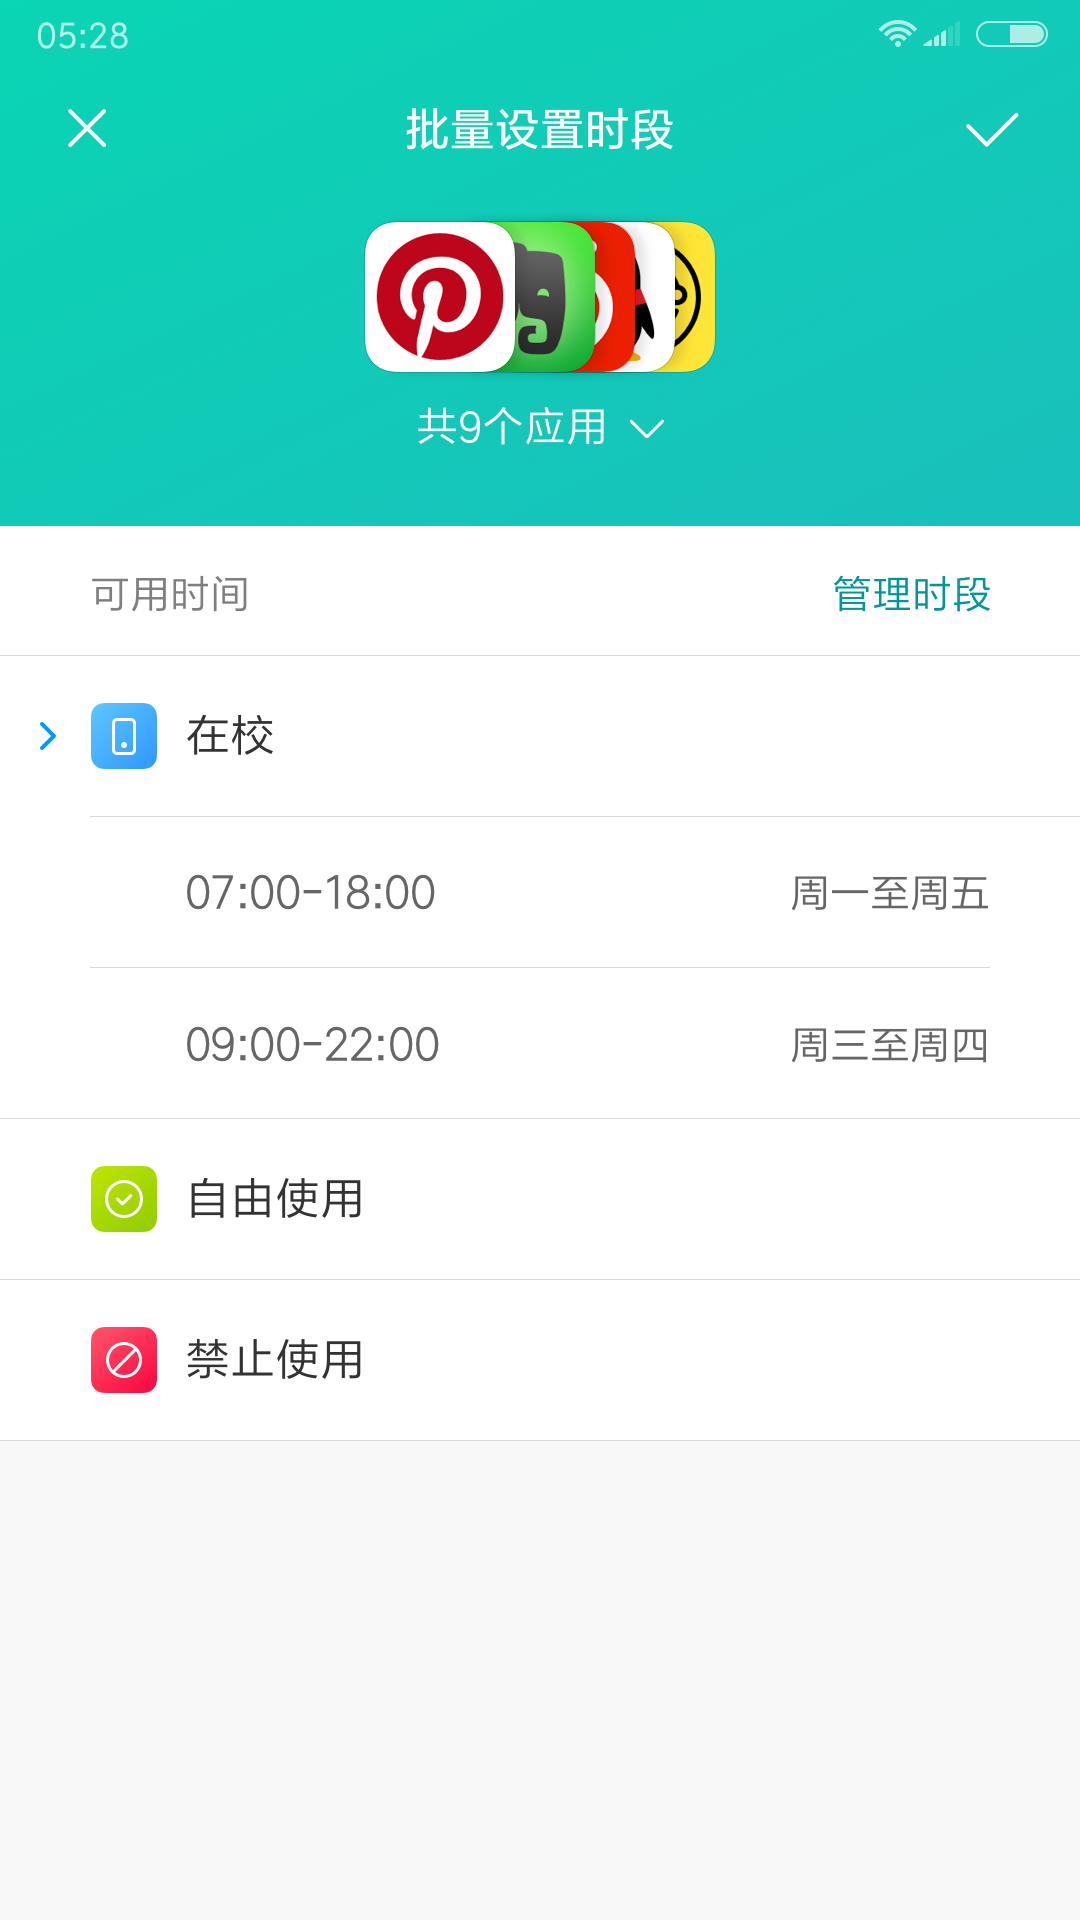 05:28
批量设置时段
共9个应用
可用时间 管理时段
在校
07:00-18:00 周一至周五
09:00-22:00 周三至周四
自由使用
禁止使用